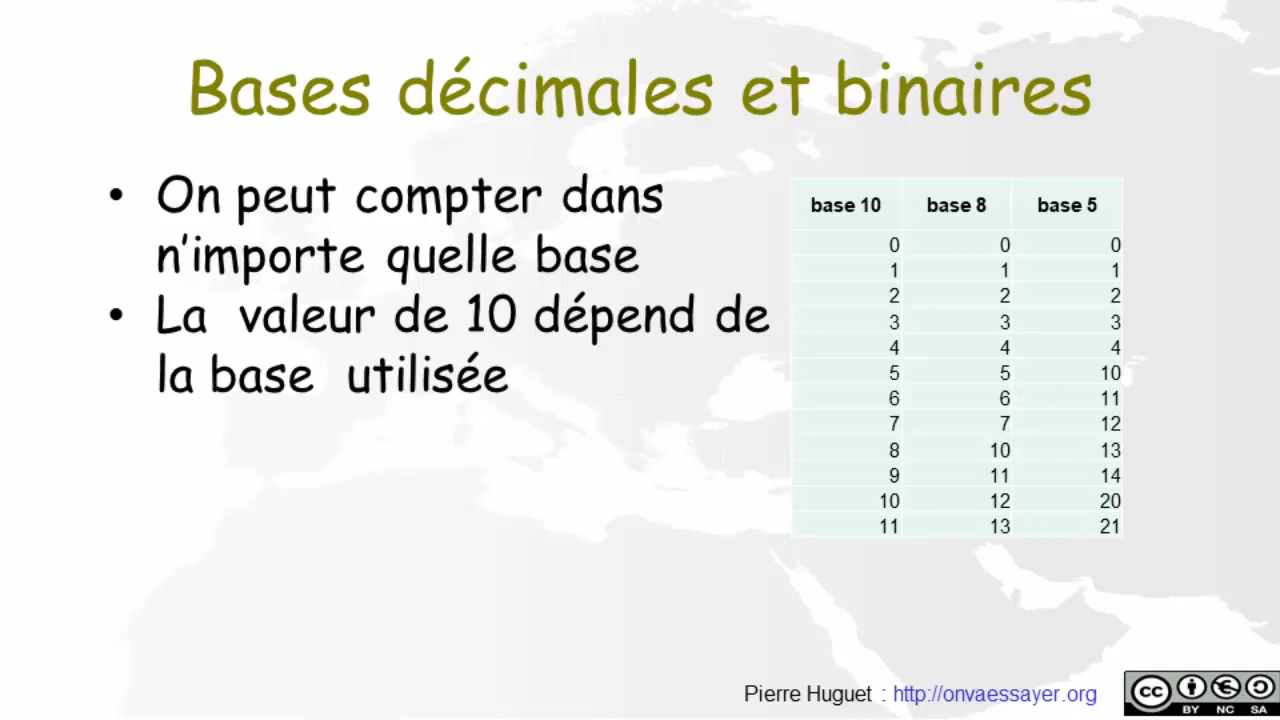 Bases décimales et binaires
• On peut compter dans
n’importe quelle base
• La valeur de 10 dépend de
la base utilisée
base 10 base 8 base 5
0 0 0
1 1 1
2 2 2
3 3 3
4 4 4
5 5 10
6 6 11
7 7 12
8 10 13
9 11 14
10 12 20
11 13 21
Pierre Huguet : http://onvaessayer.org
cc
BY NC SA